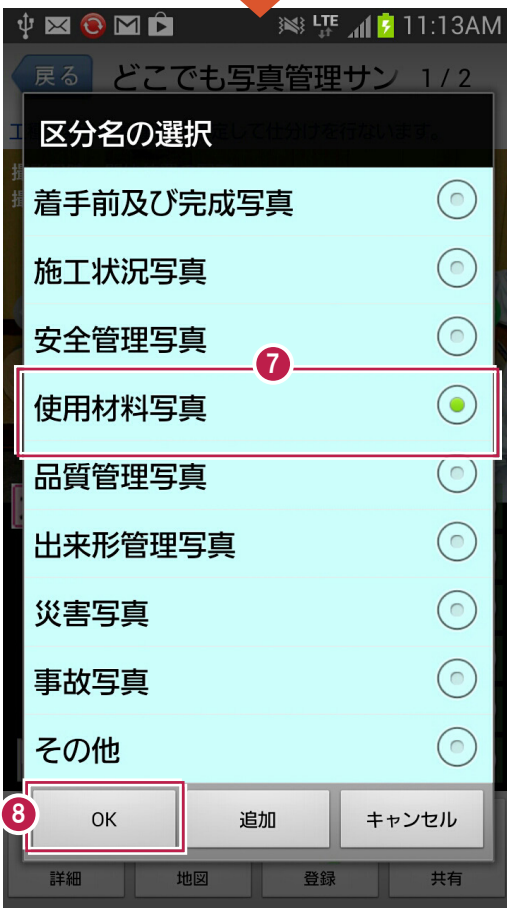 LTE 11:13AM
戻る どこでも写真管理サン 1/2
区分名の選択
着手前及び完成写真
施工状況写真
安全管理写真
7
使用材料写真
品質管理写真
出来形管理写真
災害写真
事故写真
その他
8
OK 追加 キャンセル
詳細 地図 登録 共有